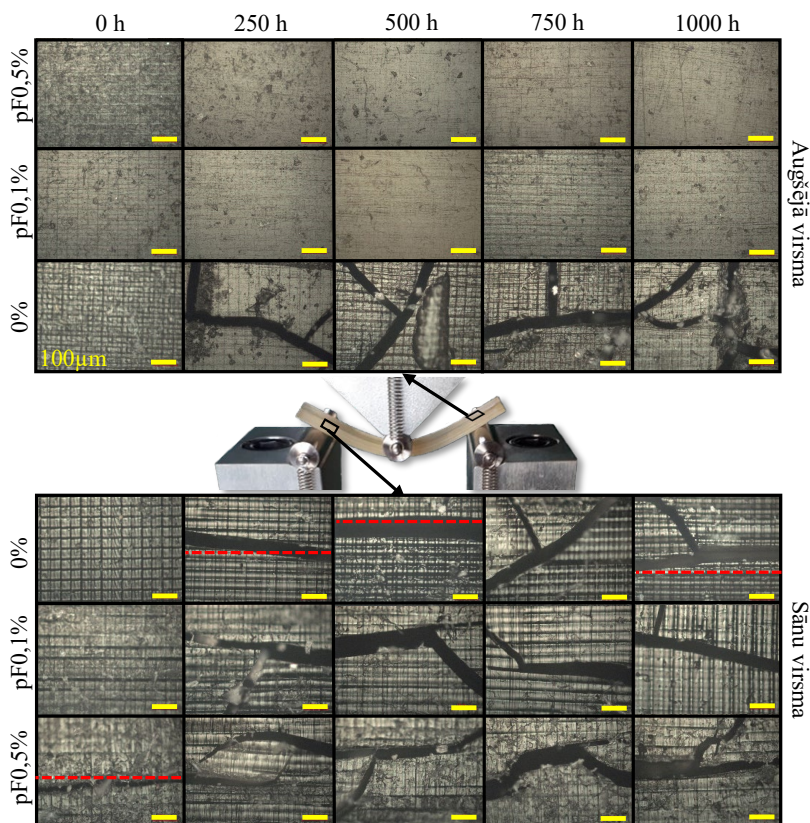 0 h 250 h 500 h 750 h 1000 h
pF0,5%
pF0,1%
0%
100µm
Augšējā virsma
0%
pF0,1%
pF0,5%
Sānu virsma